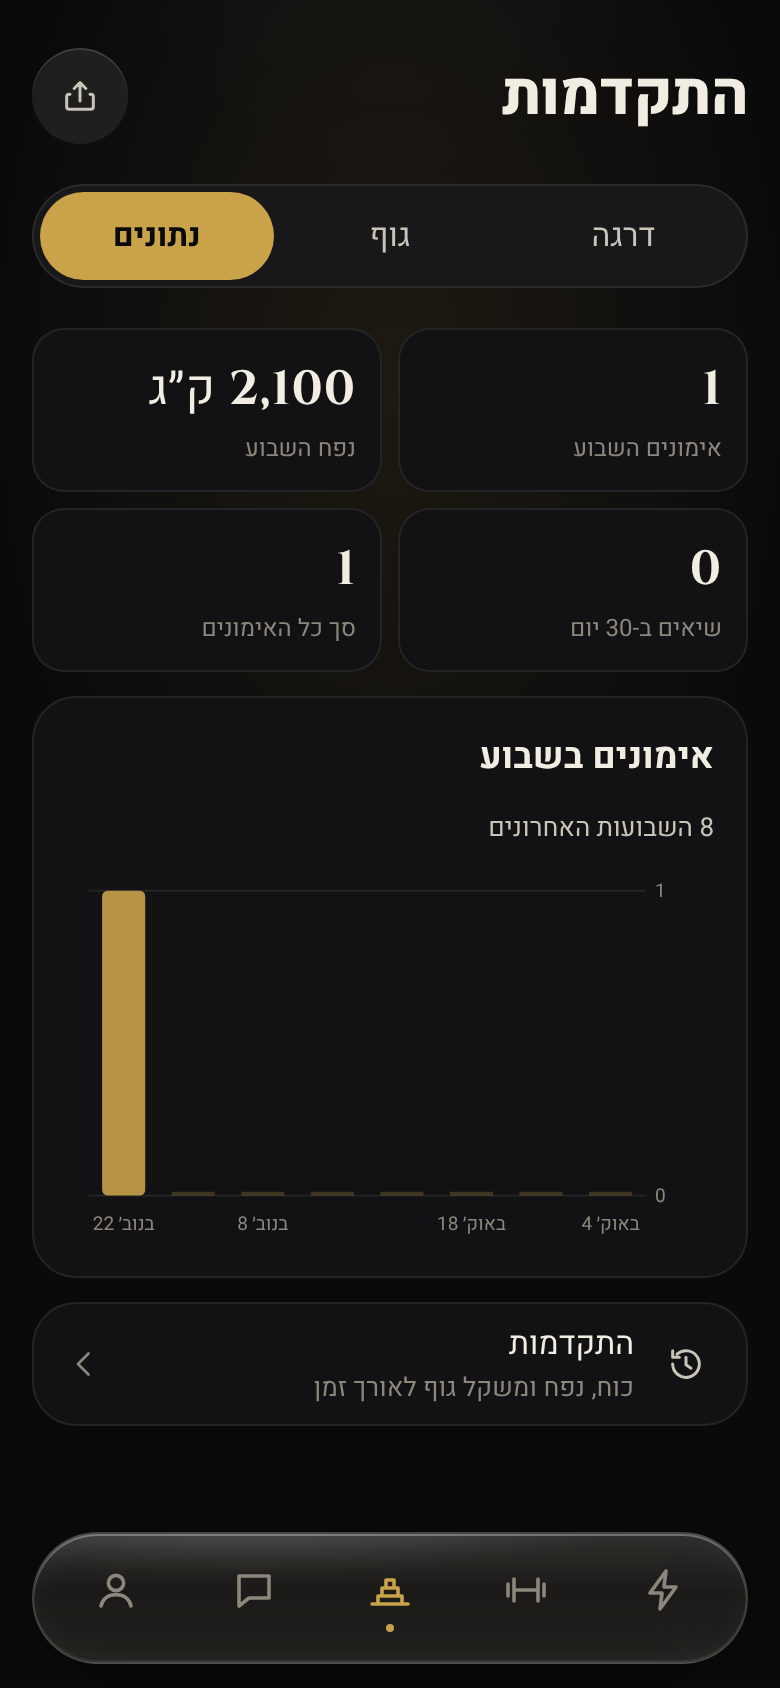 התקדמות
דרגה
גוף
נתונים
1
אימונים השבוע
2,100 ק״ג
נפח השבוע
0
שיאים ב-30 יום
1
סך כל האימונים
אימונים בשבוע
8 השבועות האחרונים
1
0
4 באוק׳
18 באוק׳
8 בנוב׳
22 בנוב׳
התקדמות
כוח, נפח ומשקל גוף לאורך זמן